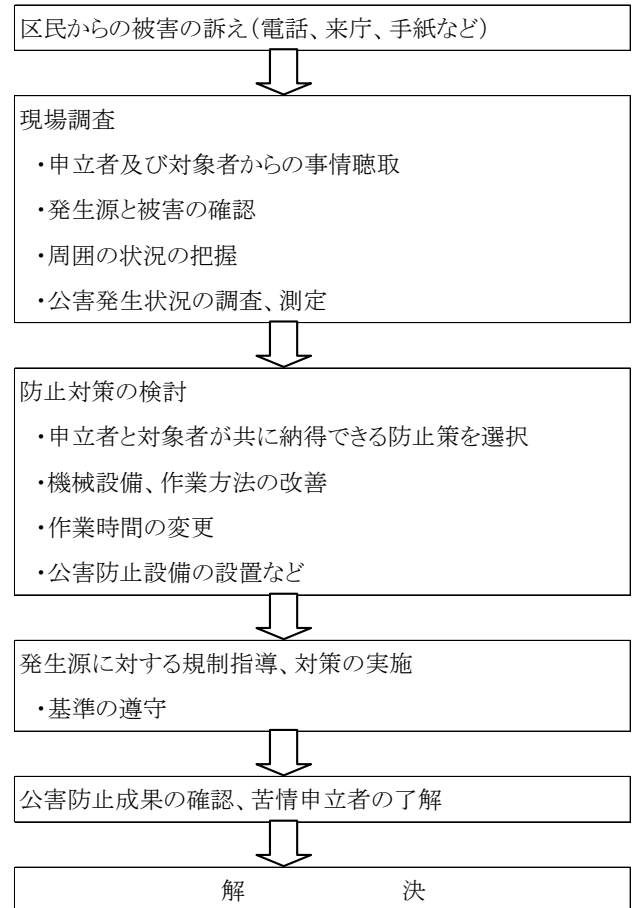 区民からの被害の訴え(電話、来庁、手紙など)
現場調査
・申立者及び対象者からの事情聴取
・発生源と被害の確認
・周囲の状況の把握
・公害発生状況の調査、測定
防止対策の検討
・申立者と対象者が共に納得できる防止策を選択
・機械設備、作業方法の改善
・作業時間の変更
・公害防止設備の設置など
発生源に対する規制指導、対策の実施
・基準の遵守
公害防止成果の確認、苦情申立者の了解
解　　　　　　決